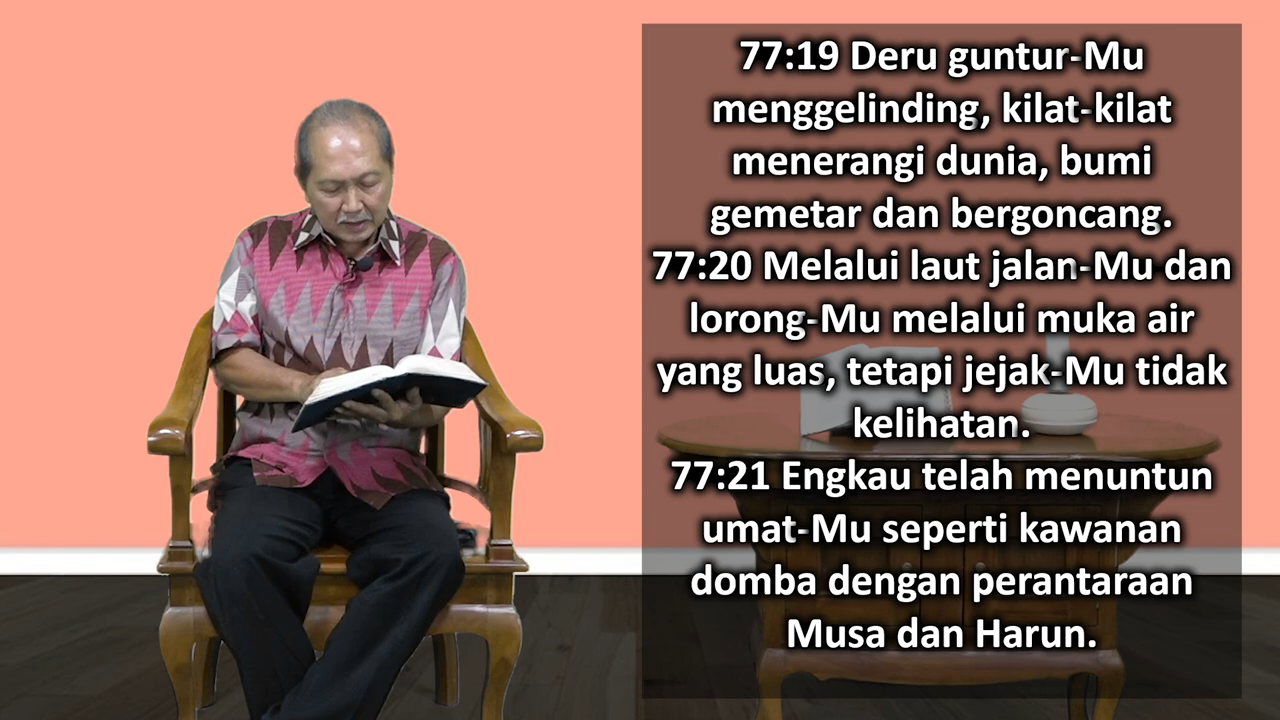 77:19 Deru guntur-Mu
menggelinding, kilat-kilat
menerangi dunia, bumi
gemetar dan bergoncang.
77:20 Melalui laut jalan-Mu dan
lorong-Mu melalui muka air
yang luas, tetapi jejak-Mu tidak
kelihatan.
77:21 Engkau telah menuntun
umat-Mu seperti kawanan
domba dengan perantaraan
Musa dan Harun.